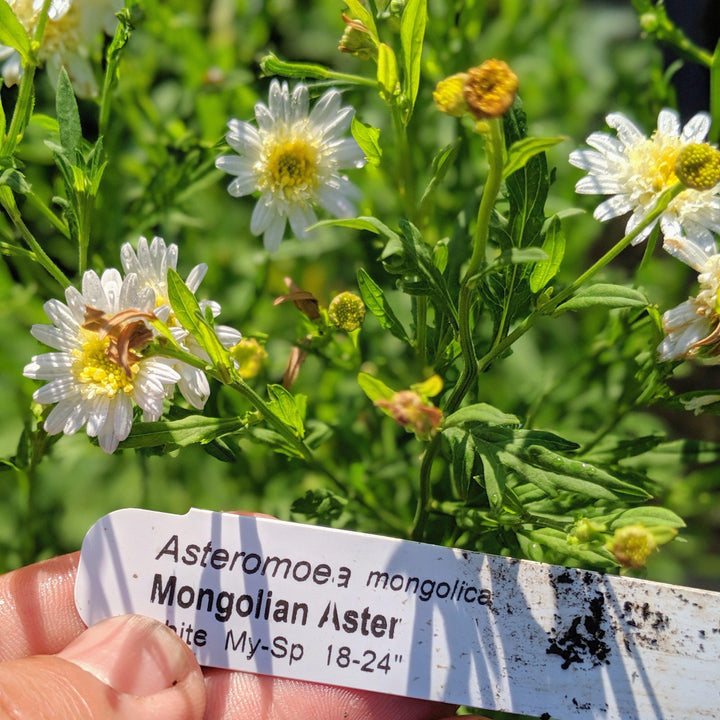 Asteromoea mongolica
Mongolian Aster
hite My-Sp 18-24"